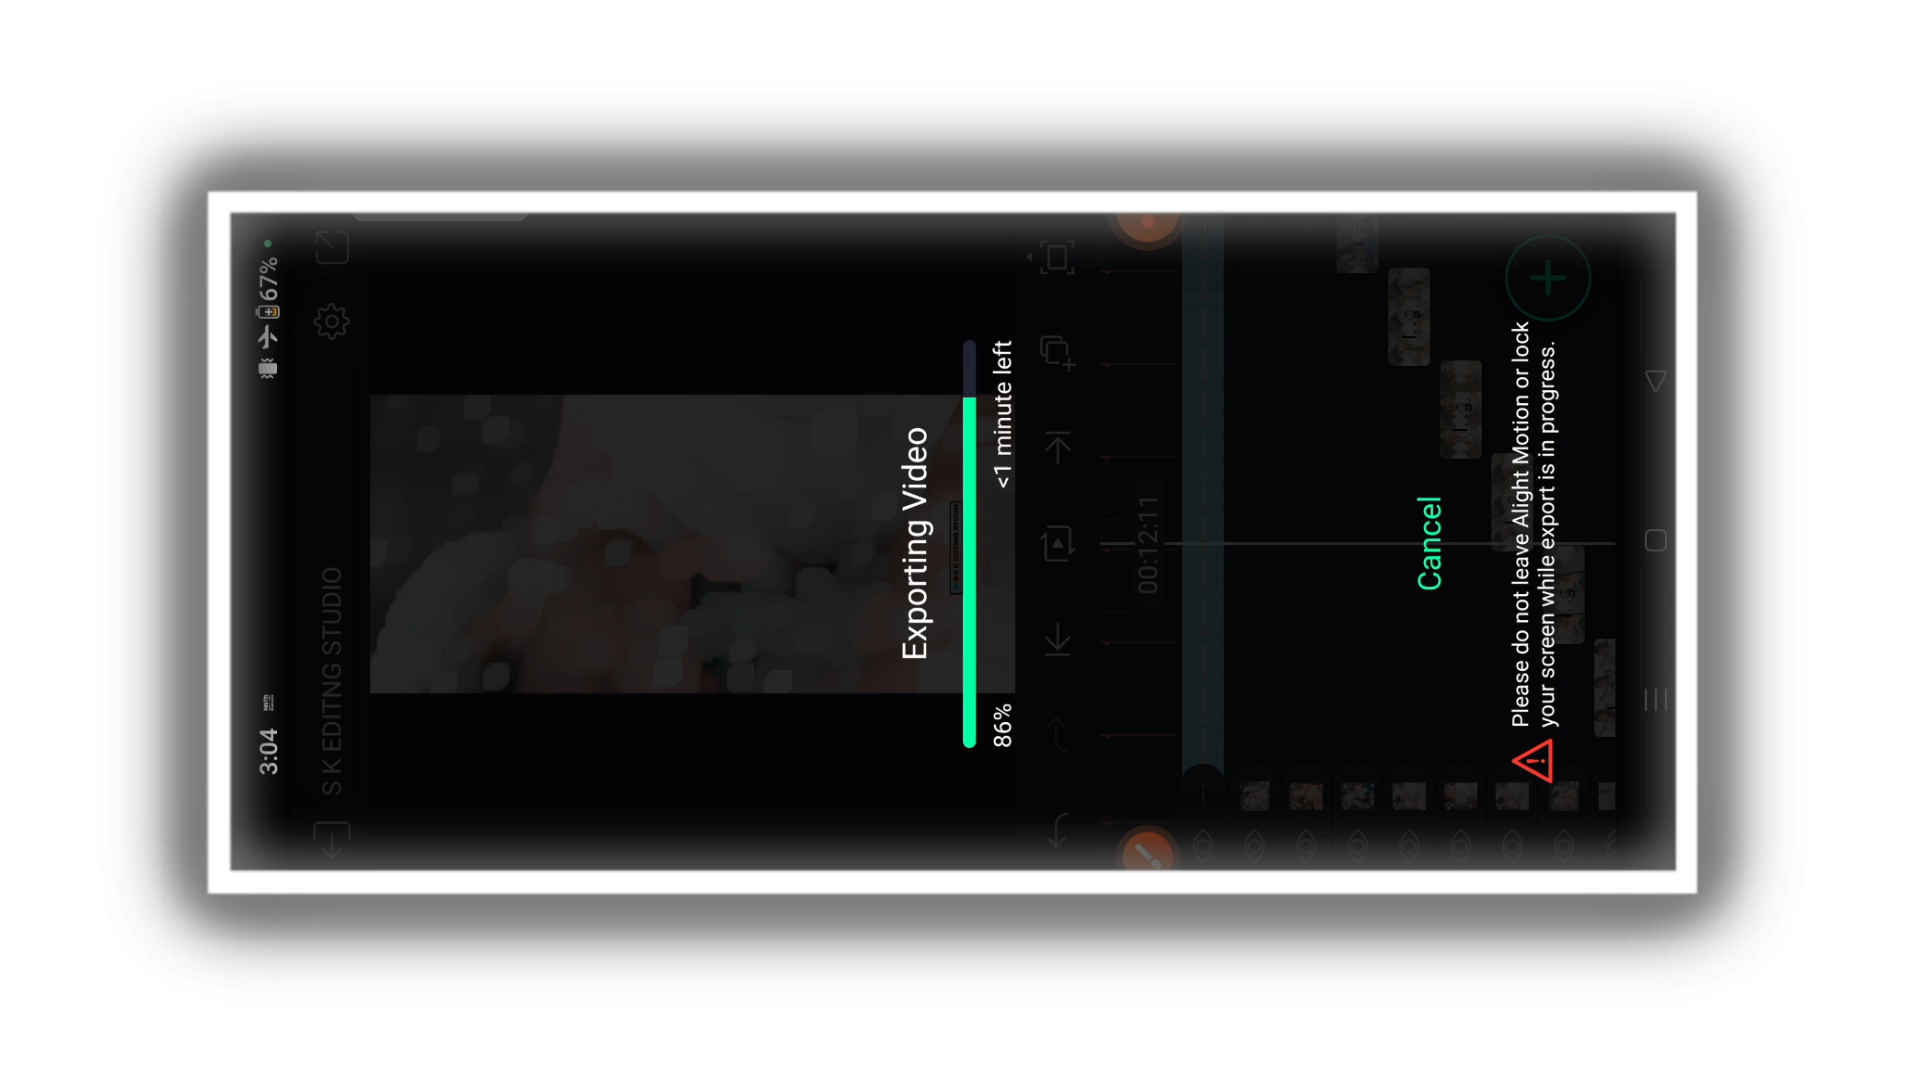 3:04
67%
S K EDITNG STUDIO
Exporting Video
86%
<1 minute left
00:12:11
Cancel
Please do not leave Alight Motion or lock
your screen while export is in progress.